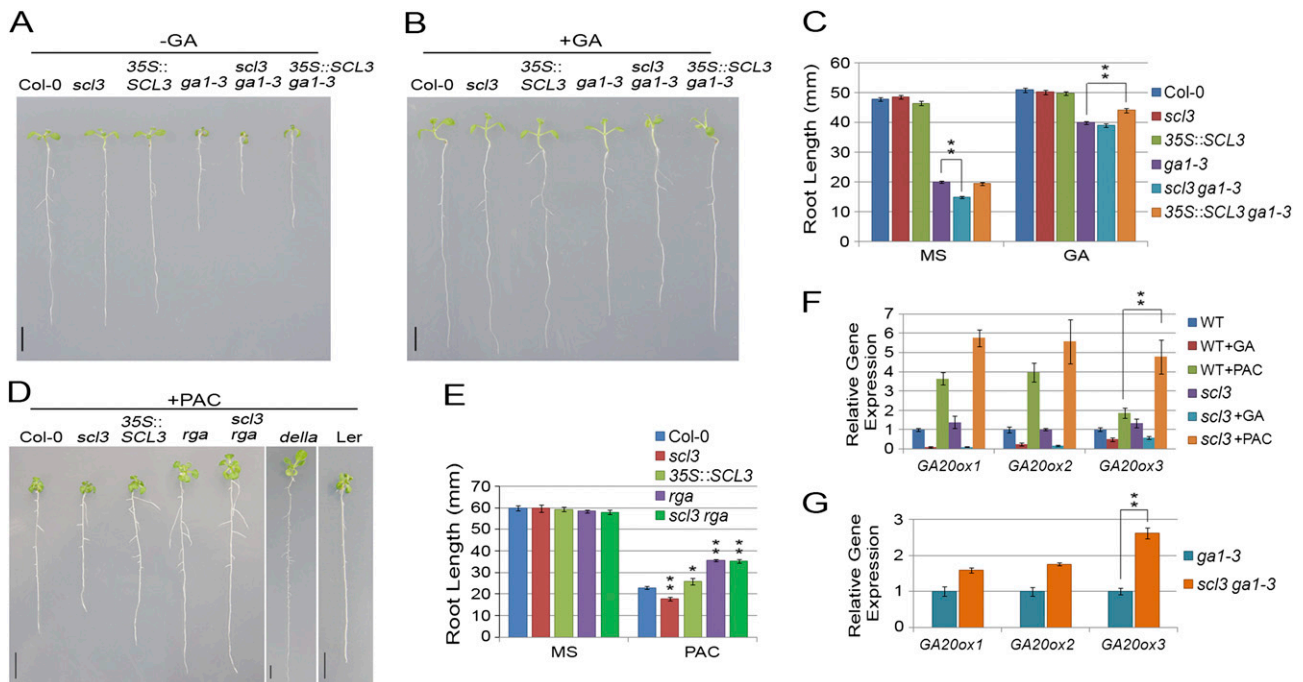 A
-GA
Col-0 scl3 35S:: SCL3 ga1-3 scl3 ga1-3 35S::SCL3 ga1-3
B
+GA
Col-0 scl3 35S:: SCL3 ga1-3 scl3 ga1-3 35S::SCL3 ga1-3
C
Root Length (mm)
60
50
40
30
20
10
0
**
**
MS GA
Col-0
scl3
35S::SCL3
ga1-3
scl3 ga1-3
35S::SCL3 ga1-3
D
+PAC
Col-0 scl3 35S:: SCL3 rga scl3 rga della Ler
E
Root Length (mm)
70
60
50
40
30
20
10
0
** * ** **
MS PAC
Col-0
scl3
35S::SCL3
rga
scl3 rga
F
Relative Gene Expression
7
6
5
4
3
2
1
0
**
GA20ox1 GA20ox2 GA20ox3
WT
WT+GA
WT+PAC
scl3
scl3 +GA
scl3 +PAC
G
Relative Gene Expression
3
2
1
0
**
GA20ox1 GA20ox2 GA20ox3
ga1-3
scl3 ga1-3